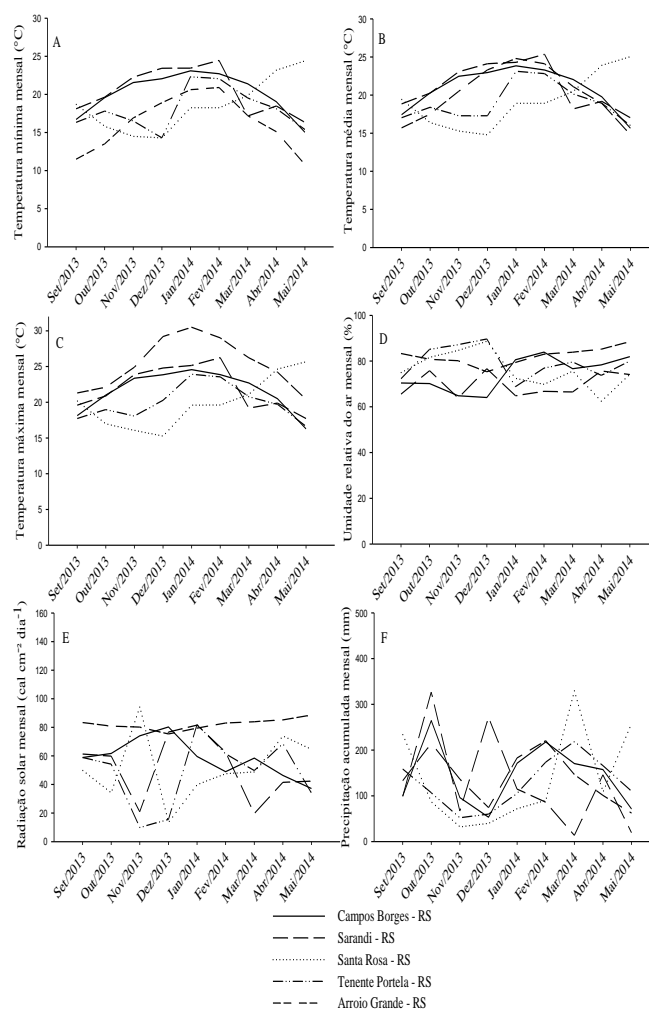 A
Temperatura mínima mensal (°C)
30
25
20
15
10
5
0
Set/2013
Out/2013
Nov/2013
Dez/2013
Jan/2014
Fev/2014
Mar/2014
Abr/2014
Mai/2014
B
Temperatura média mensal (°C)
30
25
20
15
10
5
0
Set/2013
Out/2013
Nov/2013
Dez/2013
Jan/2014
Fev/2014
Mar/2014
Abr/2014
Mai/2014
C
Temperatura máxima mensal (°C)
30
25
20
15
10
5
0
Set/2013
Out/2013
Nov/2013
Dez/2013
Jan/2014
Fev/2014
Mar/2014
Abr/2014
Mai/2014
D
Umidade relativa do ar mensal (%)
100
80
60
40
20
0
Set/2013
Out/2013
Nov/2013
Dez/2013
Jan/2014
Fev/2014
Mar/2014
Abr/2014
Mai/2014
E
Radiação solar mensal (cal cm⁻² dia⁻¹)
160
140
120
100
80
60
40
20
0
Set/2013
Out/2013
Nov/2013
Dez/2013
Jan/2014
Fev/2014
Mar/2014
Abr/2014
Mai/2014
F
Precipitação acumulada mensal (mm)
500
400
300
200
100
0
Set/2013
Out/2013
Nov/2013
Dez/2013
Jan/2014
Fev/2014
Mar/2014
Abr/2014
Mai/2014
Campos Borges - RS
Sarandi - RS
Santa Rosa - RS
Tenente Portela - RS
Arroio Grande - RS